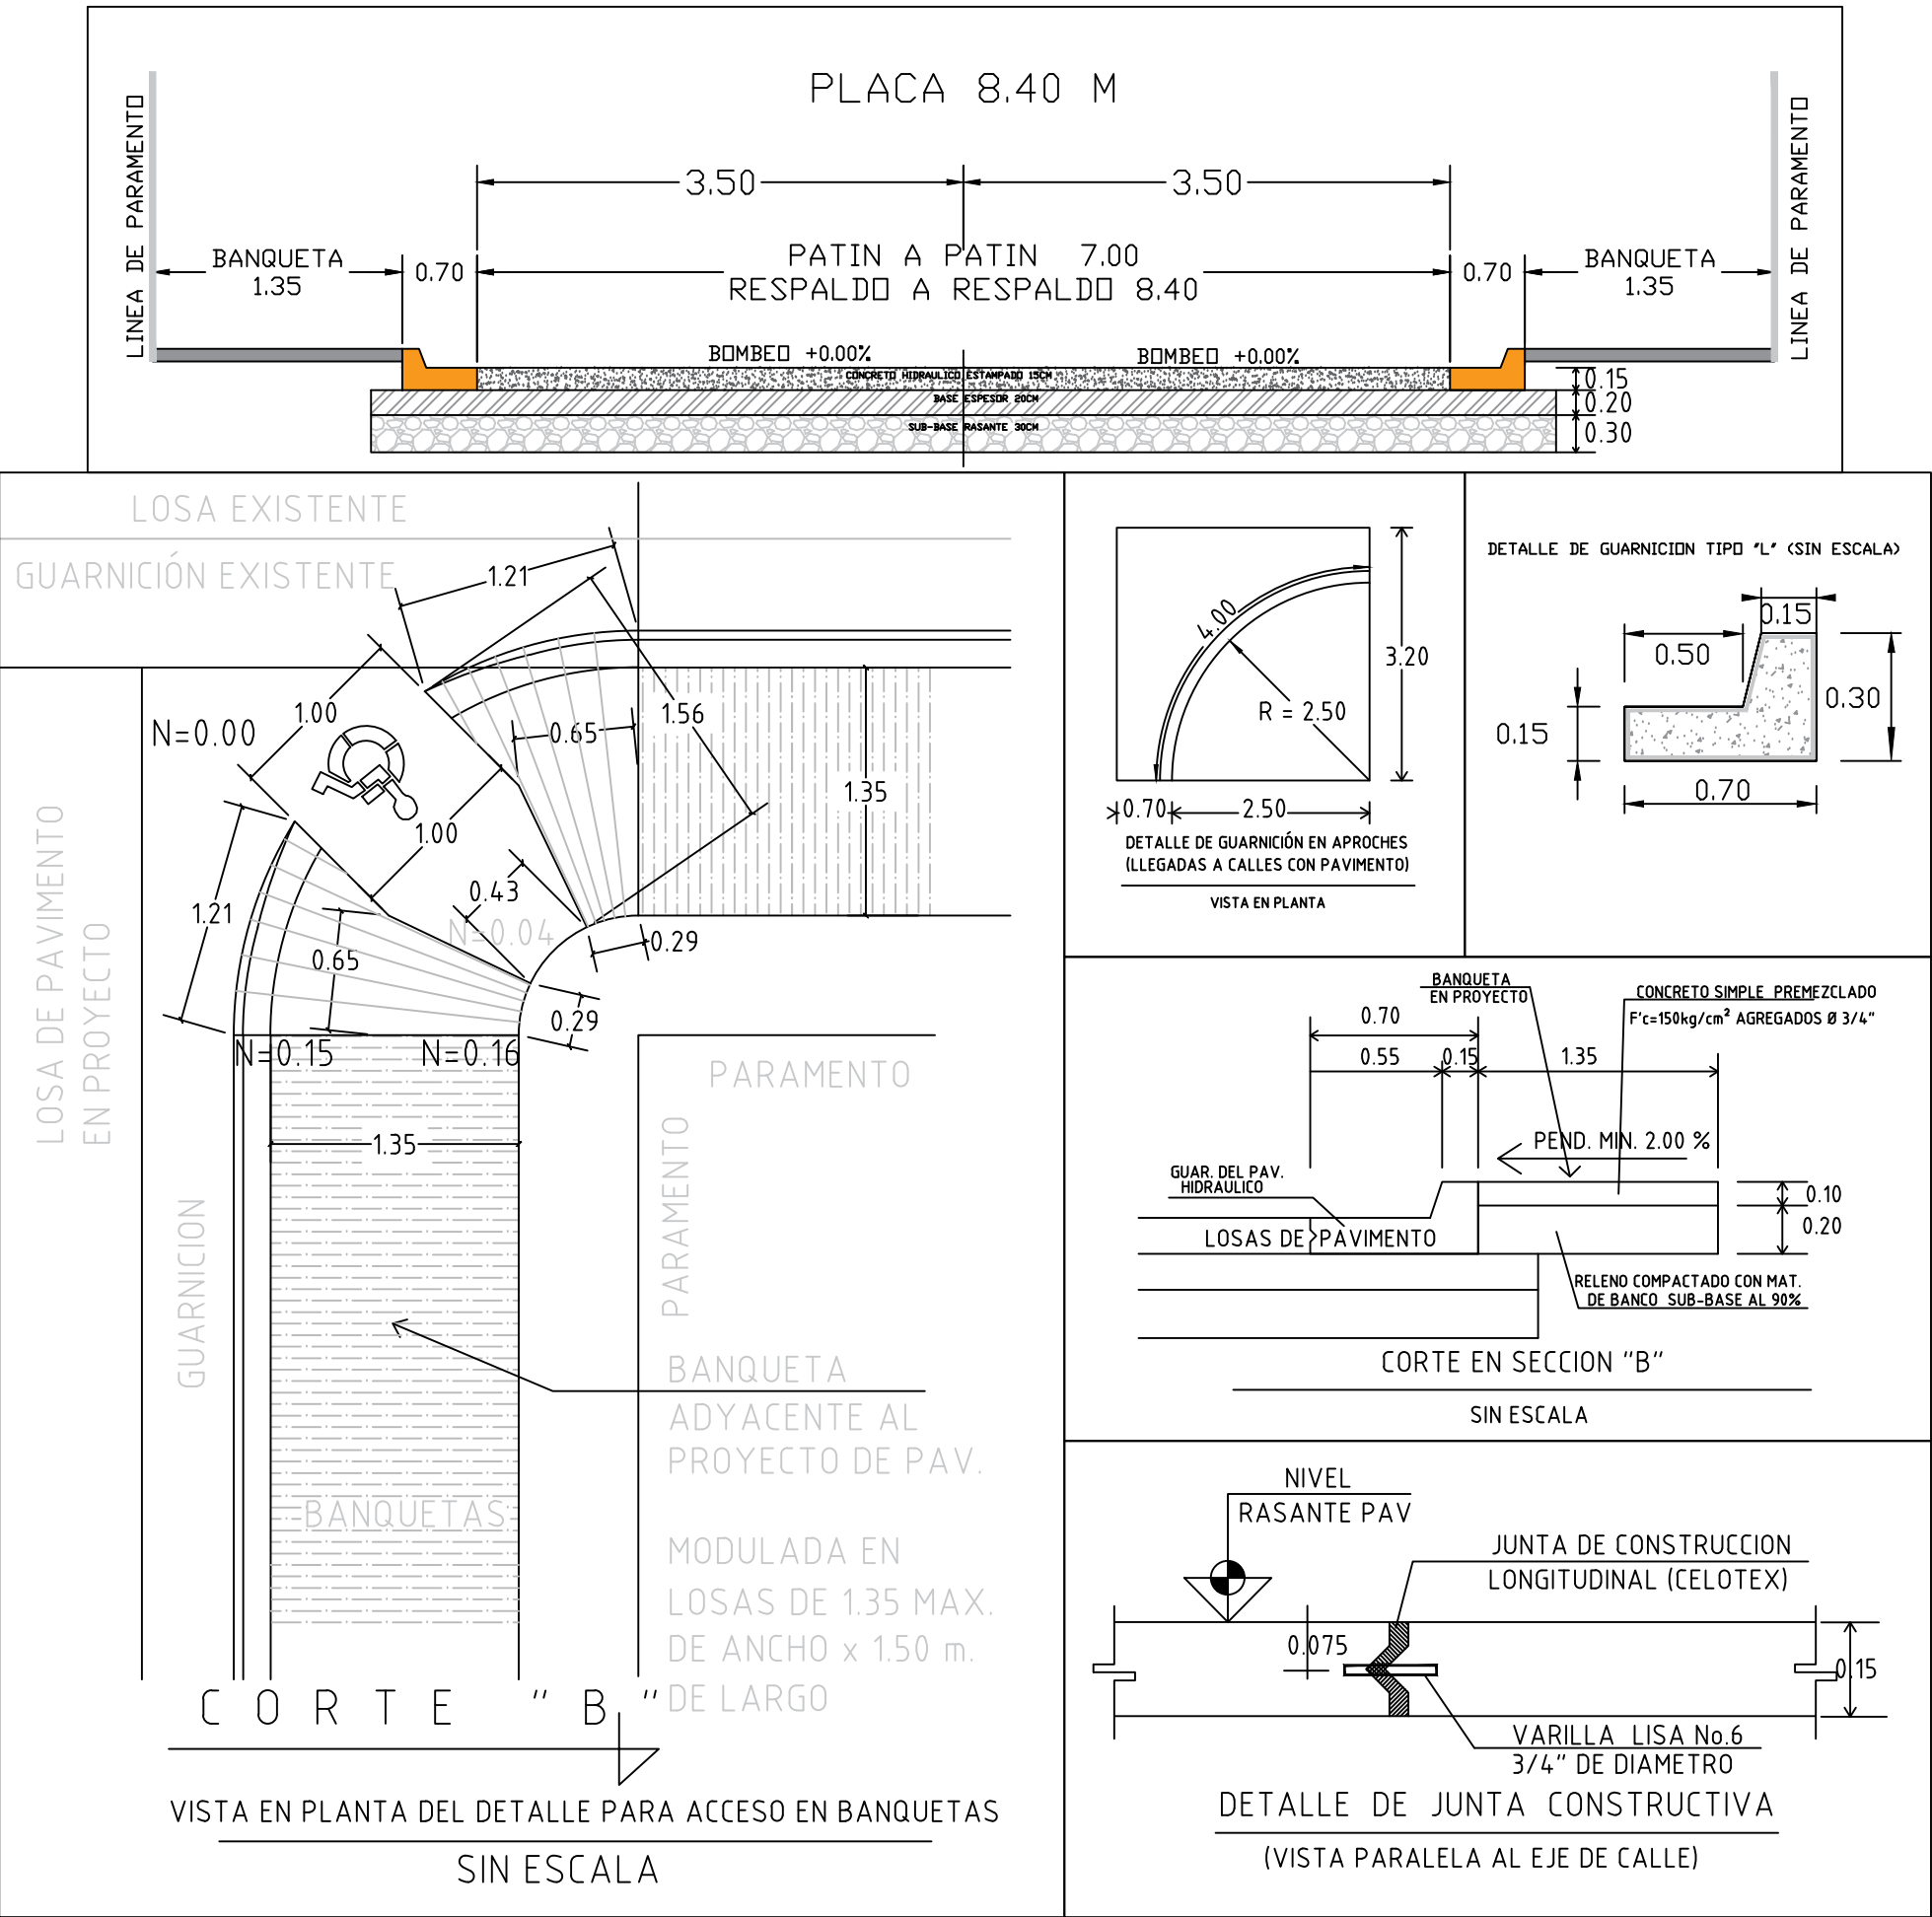 PLACA 8.40 M
3.50
3.50
LINEA DE PARAMENTO
BANQUETA
1.35
0.70
PATIN A PATIN 7.00
RESPALDO A RESPALDO 8.40
0.70
BANQUETA
1.35
LINEA DE PARAMENTO
BOMBEO +0.00%
BOMBEO +0.00%
CONCRETO HIDRAULICO ESTAMPADO 15CM
BASE ESPESOR 20CM
SUB-BASE RASANTE 30CM
0.15
0.20
0.30
LOSA EXISTENTE
GUARNICIÓN EXISTENTE
1.21
1.00
N=0.00
1.56
0.65
1.35
1.00
0.43
N=0.04
1.21
0.65
0.29
0.29
N=0.15
N=0.16
LOSA DE PAVIMENTO
EN PROYECTO
PARAMENTO
1.35
PARAMENTO
GUARNICION
BANQUETA
ADYACENTE AL
PROYECTO DE PAV.
BANQUETAS
MODULADA EN
LOSAS DE 1.35 MAX.
DE ANCHO x 1.50 m.
DE LARGO
CORTE "B"
VISTA EN PLANTA DEL DETALLE PARA ACCESO EN BANQUETAS
SIN ESCALA
4.00
3.20
R = 2.50
0.70
2.50
DETALLE DE GUARNICIÓN EN APROCHES
(LLEGADAS A CALLES CON PAVIMENTO)
VISTA EN PLANTA
DETALLE DE GUARNICION TIPO "L" (SIN ESCALA)
0.15
0.50
0.30
0.15
0.70
BANQUETA
EN PROYECTO
CONCRETO SIMPLE PREMEZCLADO
F'c=150kg/cm² AGREGADOS Ø 3/4"
0.70
0.55
0.15
1.35
PEND. MIN. 2.00 %
GUAR. DEL PAV.
HIDRAULICO
0.10
0.20
LOSAS DE PAVIMENTO
RELENO COMPACTADO CON MAT.
DE BANCO SUB-BASE AL 90%
CORTE EN SECCION "B"
SIN ESCALA
NIVEL
RASANTE PAV
JUNTA DE CONSTRUCCION
LONGITUDINAL (CELOTEX)
0.075
0.15
VARILLA LISA No.6
3/4" DE DIAMETRO
DETALLE DE JUNTA CONSTRUCTIVA
(VISTA PARALELA AL EJE DE CALLE)